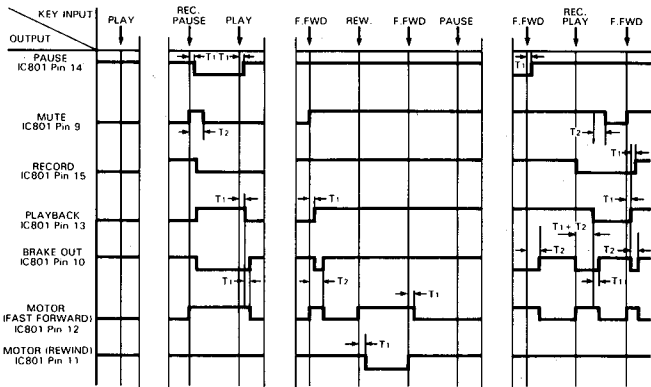 KEY INPUT
OUTPUT
PLAY
REC.
PAUSE
PLAY
F.FWD
REW.
F.FWD
PAUSE
F.FWD
REC.
PLAY
F.FWD
PAUSE
IC801 Pin 14
T1 T1
T1
MUTE
IC801 Pin 9
T2
T2
RECORD
IC801 Pin 15
T1
PLAYBACK
IC801 Pin 13
T1
T1
T1 + T2
BRAKE OUT
IC801 Pin 10
T1
T2
T2
T2
T1
MOTOR
(FAST FORWARD)
IC801 Pin 12
T1
MOTOR (REWIND)
IC801 Pin 11
T1